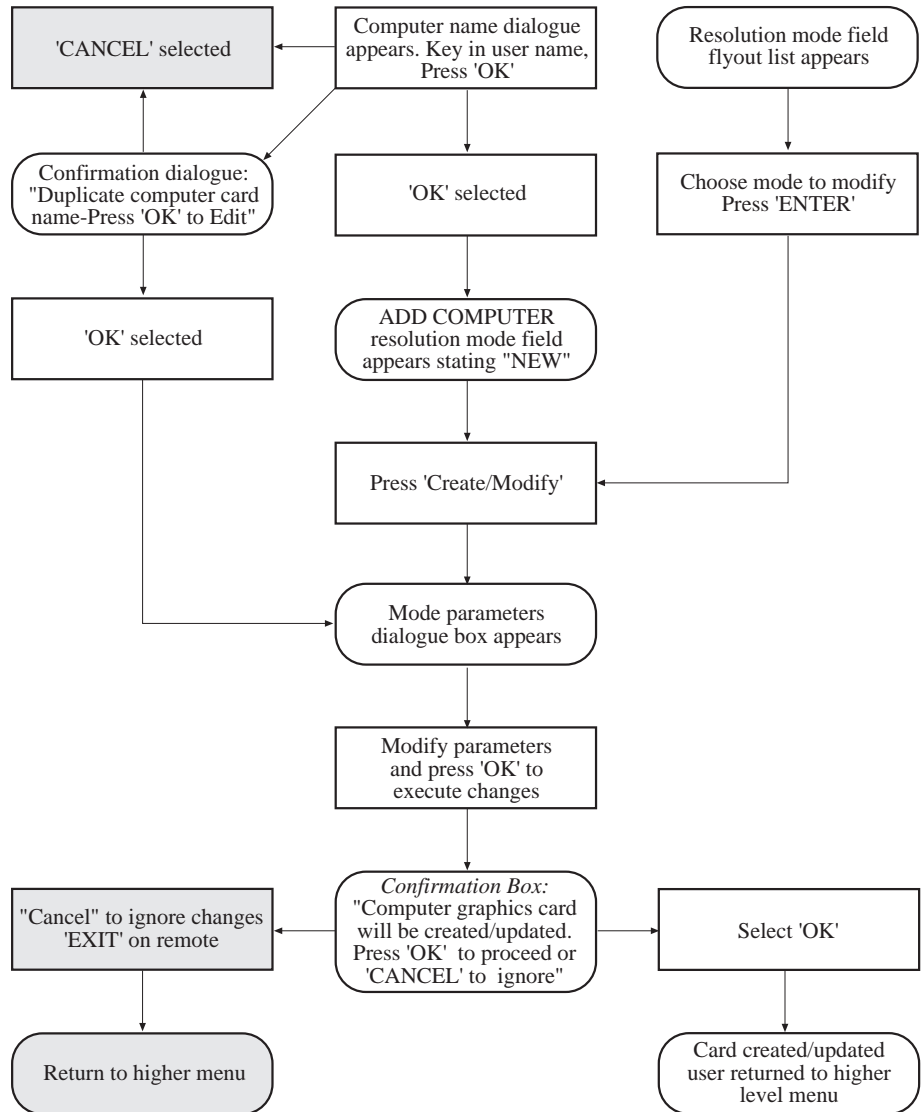 'CANCEL' selected
Computer name dialogue
appears. Key in user name,
Press 'OK'
Resolution mode field
flyout list appears
Confirmation dialogue:
"Duplicate computer card
name-Press 'OK' to Edit"
'OK' selected
Choose mode to modify
Press 'ENTER'
'OK' selected
ADD COMPUTER
resolution mode field
appears stating "NEW"
Press 'Create/Modify'
Mode parameters
dialogue box appears
Modify parameters
and press 'OK' to
execute changes
"Cancel" to ignore changes
'EXIT' on remote
Confirmation Box:
"Computer graphics card
will be created/updated.
Press 'OK' to proceed or
'CANCEL' to ignore"
Select 'OK'
Return to higher menu
Card created/updated
user returned to higher
level menu